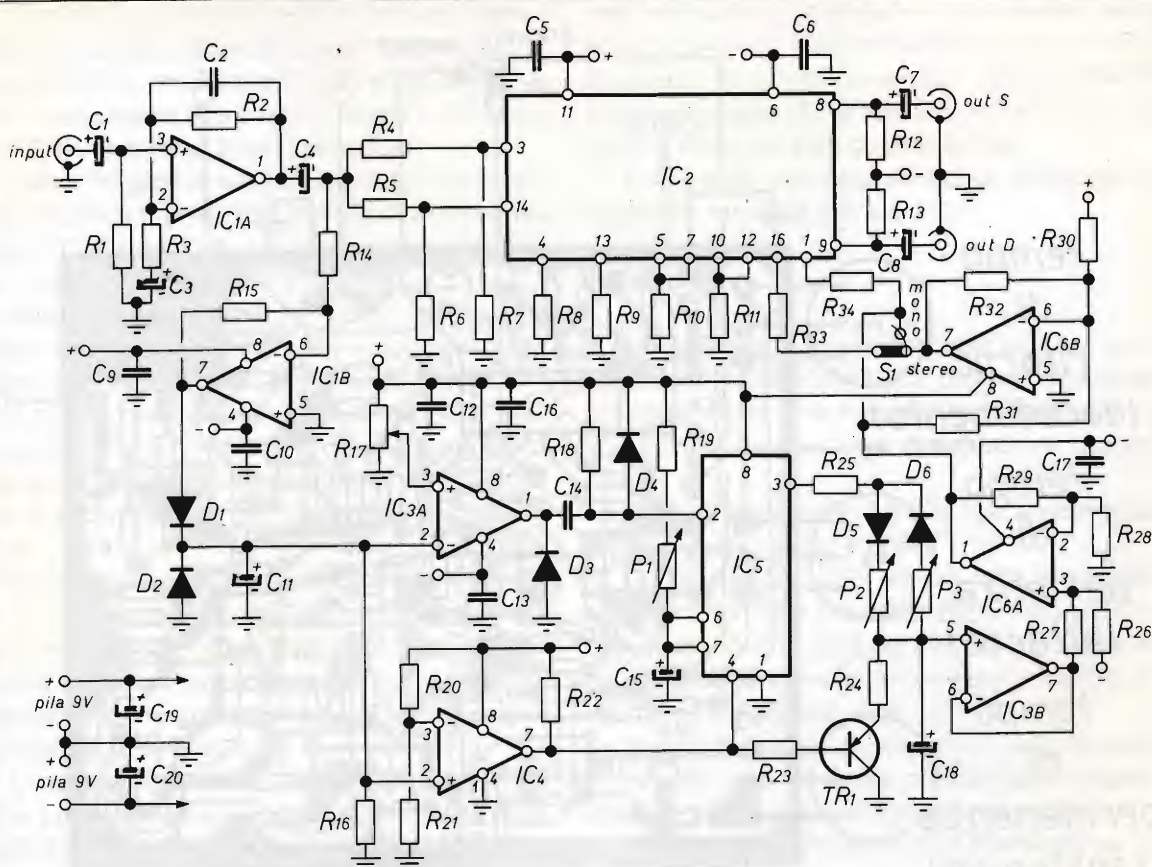 C5
+
-
C6
C2
R2
11
6
8
C7
out S
C1
input
3
+
1
C4
R4
3
R12
2
-
IC1A
R5
IC2
-
14
R13
+
R1
R3
R14
4
13
5
7
10
12
16
1
9
C8
out D
R30
C3
R15
R34
mono
R32
R6
R7
R8
R9
R10
R11
R33
7
-
6
IC6B
+
8
6
-
7
IC1B
S1
stereo
8
+
5
C9
4
+
5
C12
C16
R18
D4
R19
R31
-
C10
R17
R25
D6
C17
-
3
+
8
8
3
R29
D1
1
C14
2
D5
4
-
2
R28
2
-
4
IC3A
IC5
1
D2
C11
D3
P1
P2
P3
IC6A
+
3
-
C13
6
R27
R26
7
5
+
-
R20
R22
+
C15
4
1
R24
7
6
-
IC3B
+
pila 9V
C19
-
3
-
8
7
IC4
R23
C18
+
pila 9V
C20
2
+
1
4
TR1
-
R16
R21